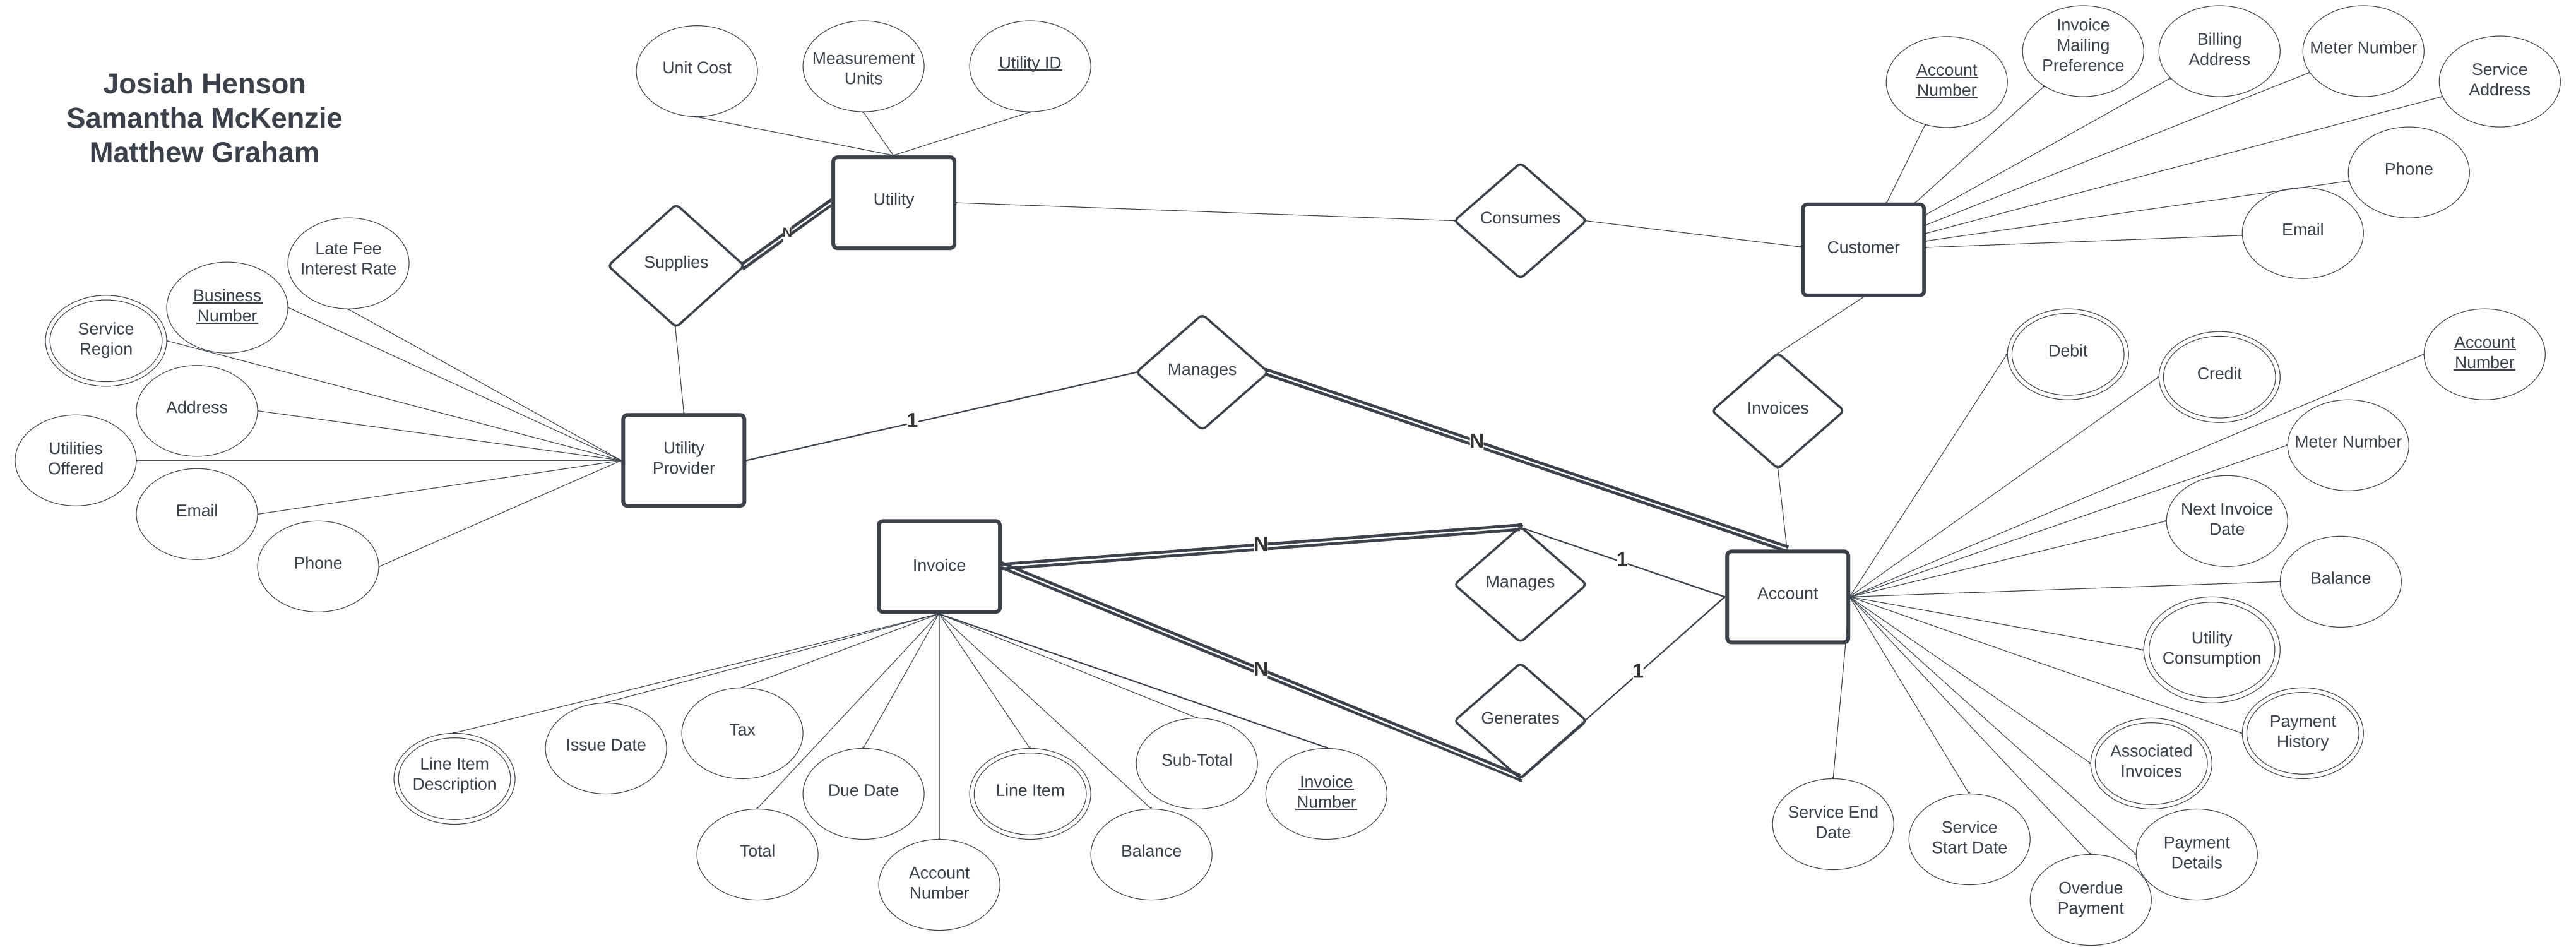 Josiah Henson
Samantha McKenzie
Matthew Graham
Unit Cost
Measurement
Units
Utility ID
Utility
Supplies
N
Consumes
Account
Number
Invoice
Mailing
Preference
Billing
Address
Meter Number
Service
Address
Phone
Email
Customer
Late Fee
Interest Rate
Business
Number
Service
Region
Address
Utilities
Offered
Email
Phone
Utility
Provider
1
Manages
N
Invoices
Debit
Credit
Account
Number
Meter Number
Next Invoice
Date
Balance
Utility
Consumption
Payment
History
Associated
Invoices
Payment
Details
Overdue
Payment
Service
Start Date
Service End
Date
Account
Invoice
N
Manages
1
N
Generates
1
Line Item
Description
Issue Date
Tax
Total
Due Date
Account
Number
Line Item
Balance
Sub-Total
Invoice
Number